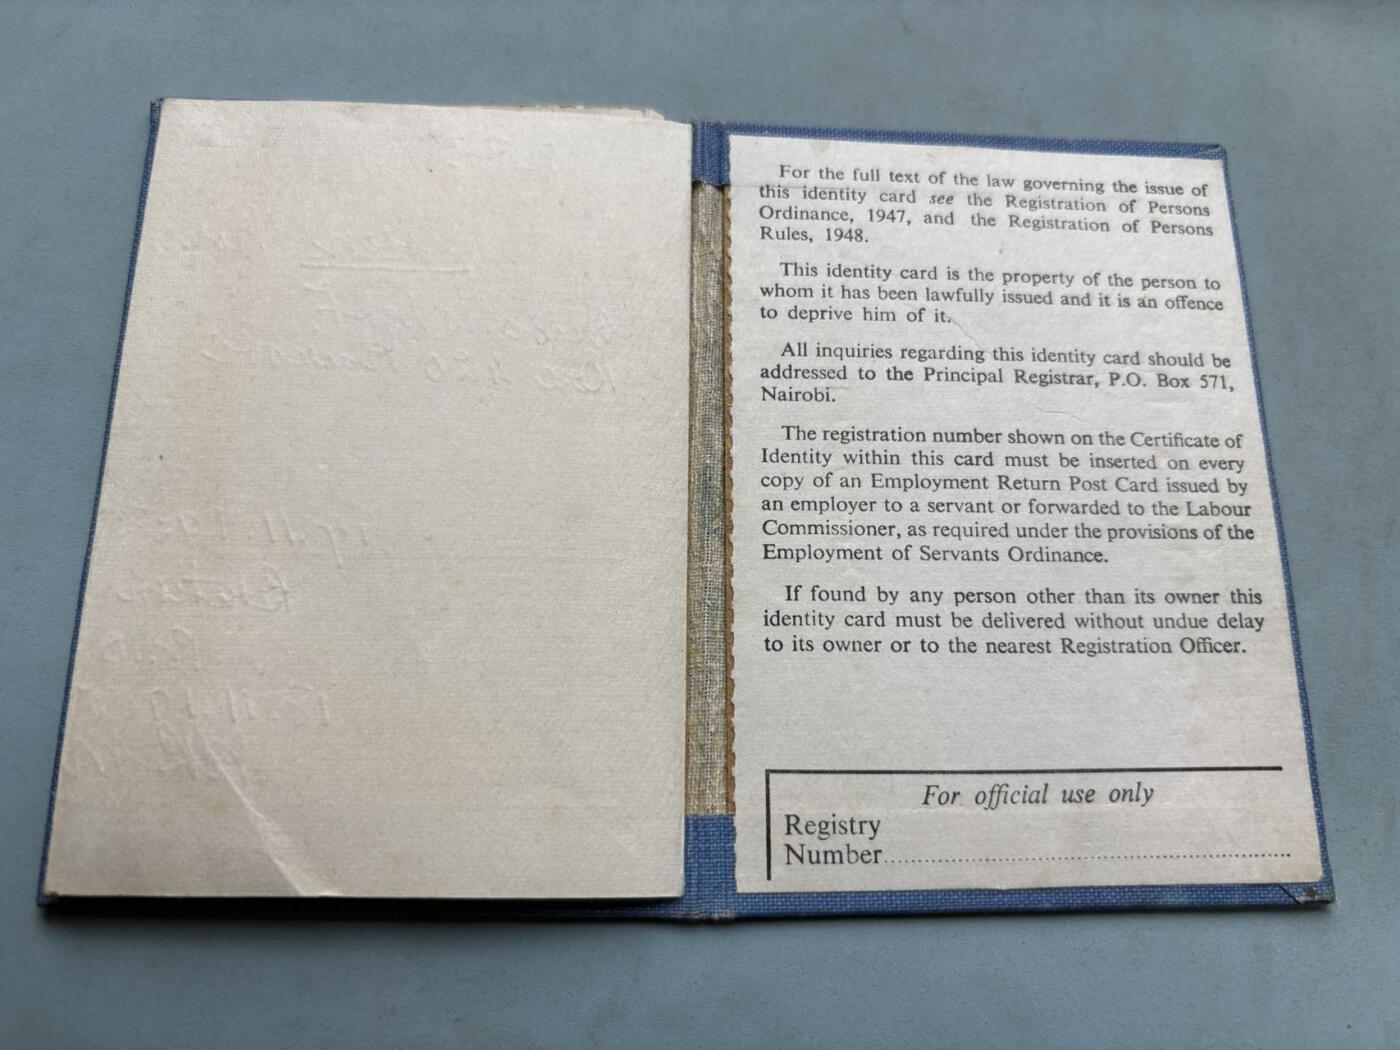 For the full text of the law governing the issue of
this identity card see the Registration of Persons
Ordinance, 1947, and the Registration of Persons
Rules, 1948.
This identity card is the property of the person to
whom it has been lawfully issued and it is an offence
to deprive him of it.
All inquiries regarding this identity card should be
addressed to the Principal Registrar, P.O. Box 571,
Nairobi.
The registration number shown on the Certificate of
Identity within this card must be inserted on every
copy of an Employment Return Post Card issued by
an employer to a servant or forwarded to the Labour
Commissioner, as required under the provisions of the
Employment of Servants Ordinance.
If found by any person other than its owner this
identity card must be delivered without undue delay
to its owner or to the nearest Registration Officer.
For official use only
Registry
Number